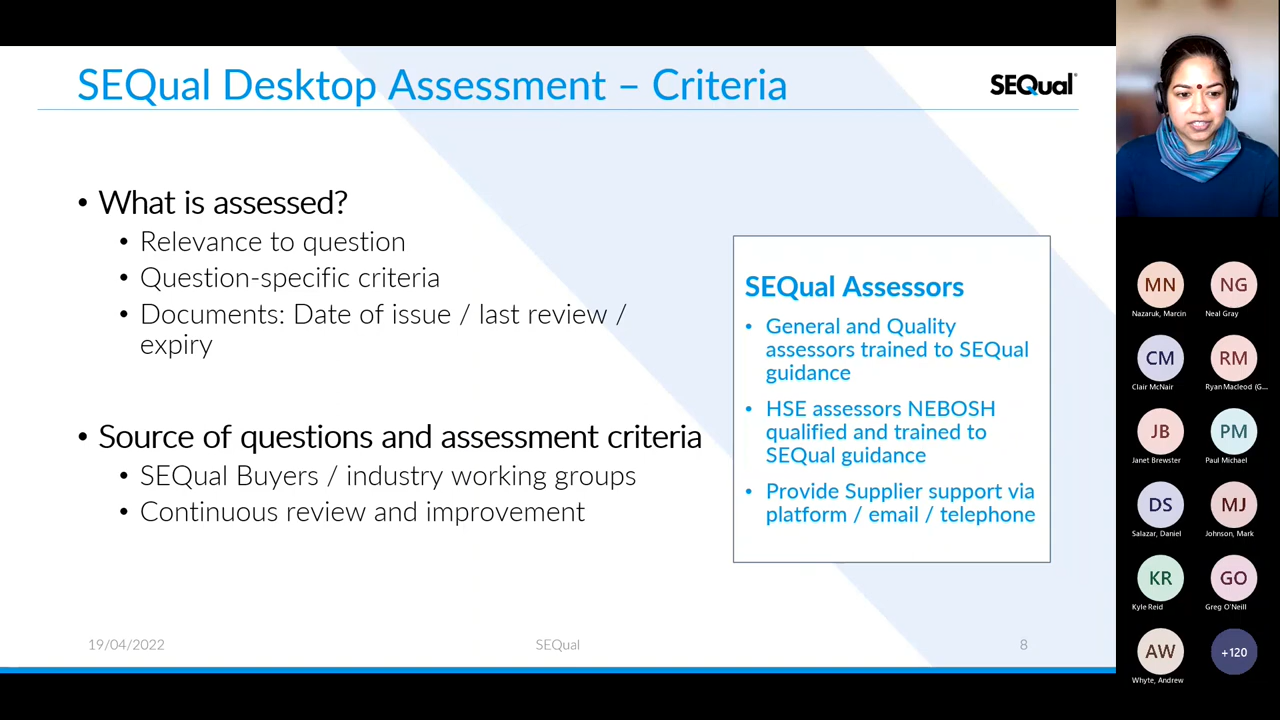 SEQual Desktop Assessment – Criteria
SEQual®
• What is assessed?
• Relevance to question
• Question-specific criteria
• Documents: Date of issue / last review /
expiry
• Source of questions and assessment criteria
• SEQual Buyers / industry working groups
• Continuous review and improvement
SEQual Assessors
• General and Quality
assessors trained to SEQual
guidance
• HSE assessors NEBOSH
qualified and trained to
SEQual guidance
• Provide Supplier support via
platform / email / telephone
19/04/2022
SEQual
8
MN
NG
Nazaruk, Marcin
Neal Gray
CM
RM
Clair McNair
Ryan Macleod (G...
JB
PM
Janet Brewster
Paul Michael
DS
MJ
Salazar, Daniel
Johnson, Mark
KR
GO
Kyle Reid
Greg O'Neill
AW
+120
Whyte, Andrew